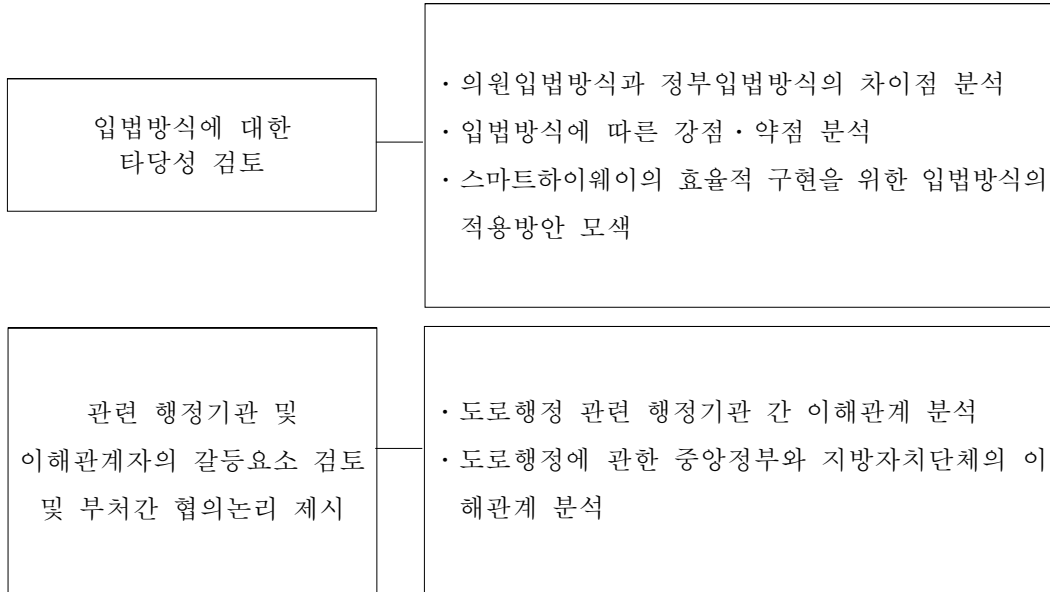 입법방식에 대한
타당성 검토
· 의원입법방식과 정부입법방식의 차이점 분석
· 입법방식에 따른 강점·약점 분석
· 스마트하이웨이의 효율적 구현을 위한 입법방식의
적용방안 모색
관련 행정기관 및
이해관계자의 갈등요소 검토
및 부처간 협의논리 제시
· 도로행정 관련 행정기관 간 이해관계 분석
· 도로행정에 관한 중앙정부와 지방자치단체의 이
해관계 분석